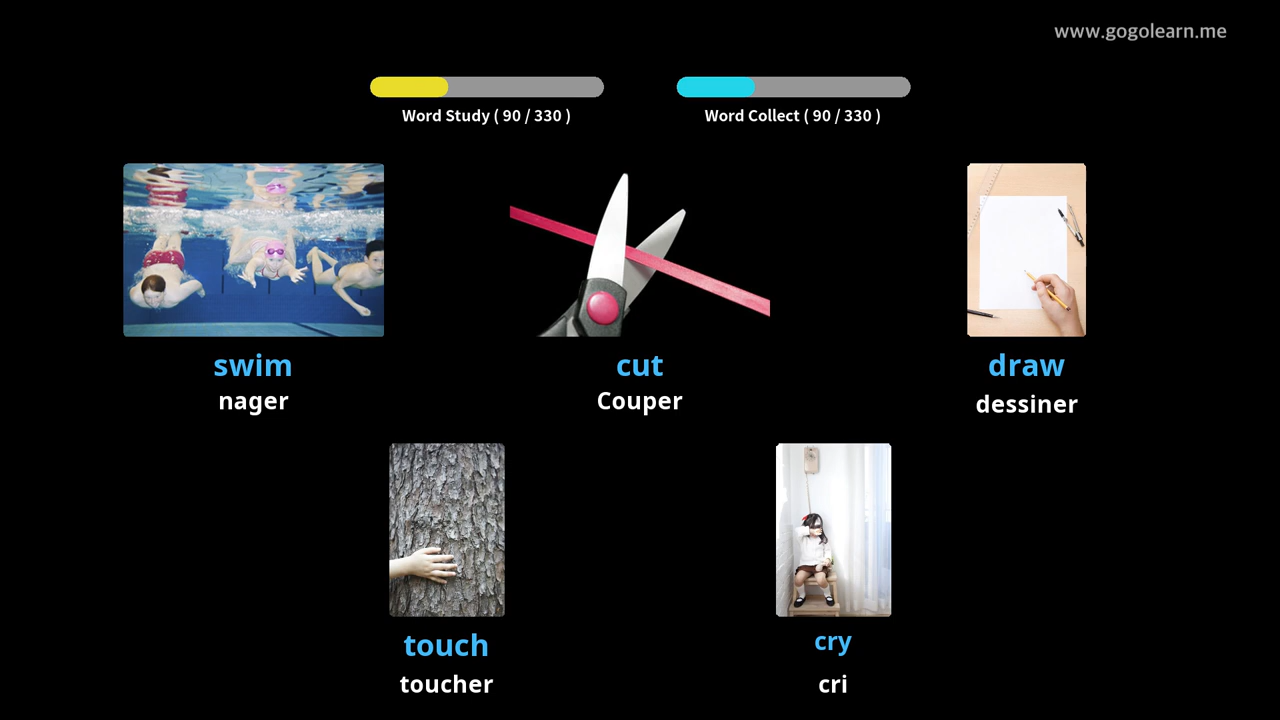 www.gogolearn.me
Word Study ( 90 / 330 )
Word Collect ( 90 / 330 )
swim
nager
cut
Couper
draw
dessiner
touch
toucher
cry
cri